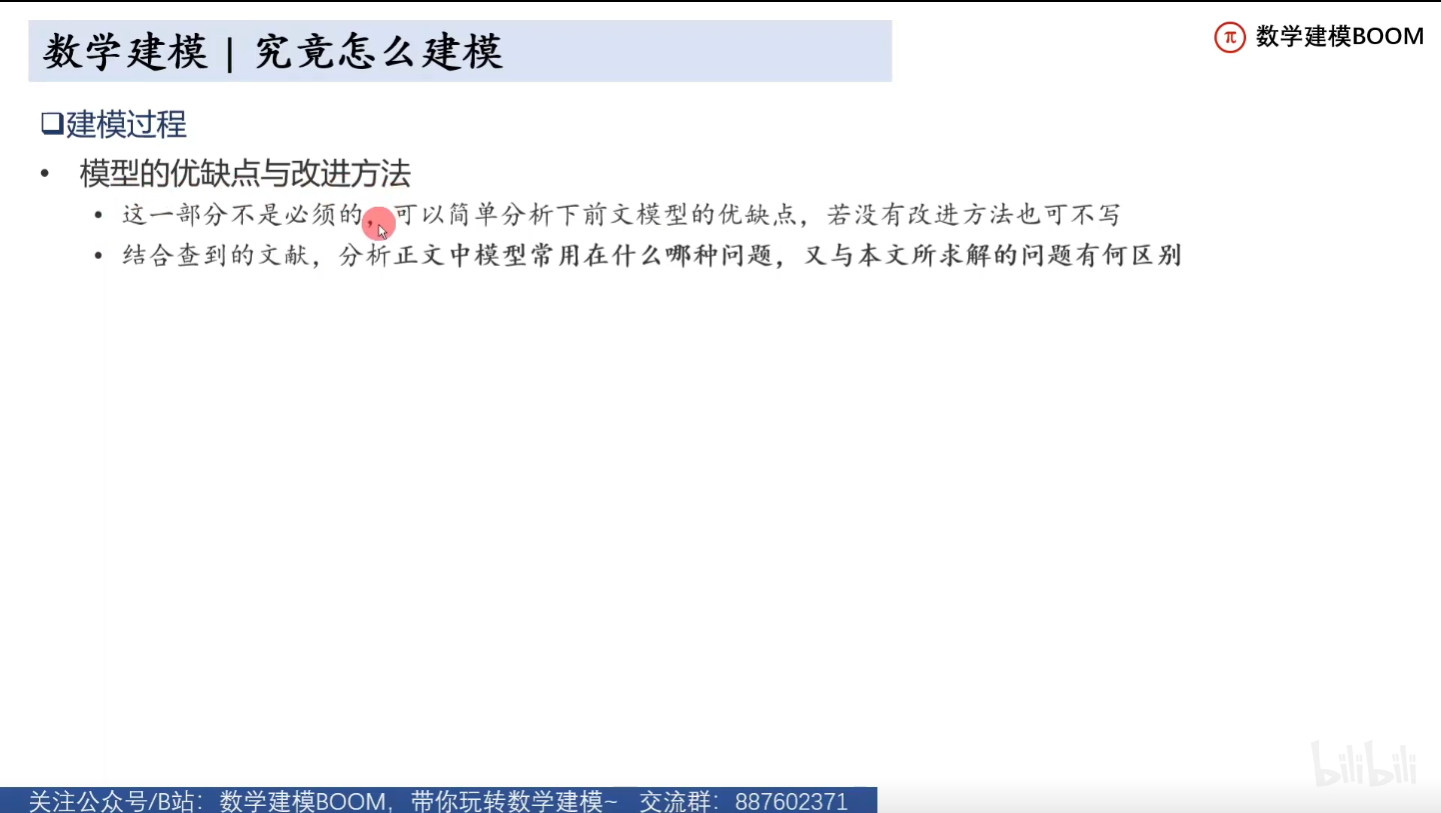 数学建模 | 究竟怎么建模
π 数学建模BOOM
❑建模过程
• 模型的优缺点与改进方法
• 这一部分不是必须的，可以简单分析下前文模型的优缺点，若没有改进方法也可不写
• 结合查到的文献，分析正文中模型常用在什么哪种问题，又与本文所求解的问题有何区别
bilibili
关注公众号/B站：数学建模BOOM，带你玩转数学建模~ 交流群：887602371